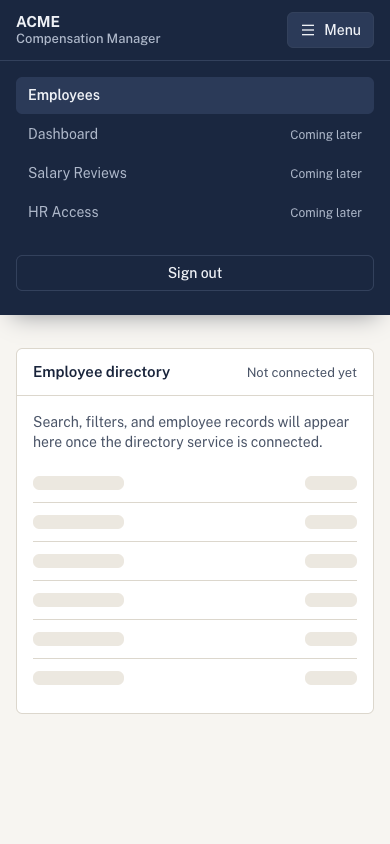 ACME
Compensation Manager
Menu
Employees
Dashboard
Coming later
Salary Reviews
Coming later
HR Access
Coming later
Sign out
Employee directory
Not connected yet
Search, filters, and employee records will appear
here once the directory service is connected.